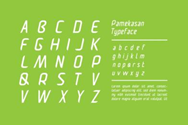 A B C D E
F G H I J K
L M N O P
Q R S T U
V W X Y Z
Pamekasan
Typeface
a b c d e f
g h i j k l m
n o p q r s t
u v w x y z